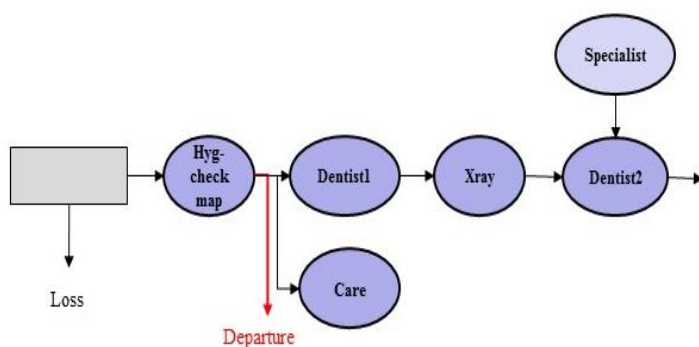 Specialist
Hyg-
check
map
Dentist1
Xray
Dentist2
Care
Loss
Departure